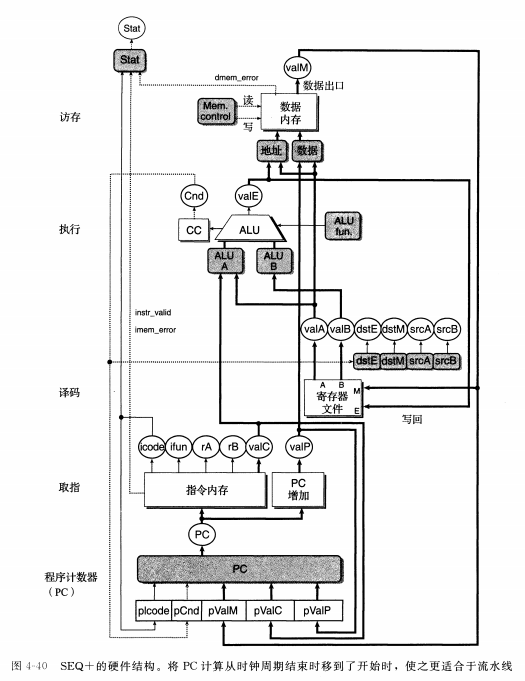 Stat
Stat
dmem_error
valM
数据出口
访存
Mem. control
读
写
数据内存
地址
数据
Cnd
valE
执行
CC
ALU
ALU fun.
ALU A
ALU B
instr_valid
imem_error
valA
valB
dstE
dstM
srcA
srcB
dstE
dstM
srcA
srcB
译码
A
B
M
寄存器文件
E
写回
icode
ifun
rA
rB
valC
valP
取指
指令内存
PC 增加
PC
程序计数器
（PC）
PC
pIcode
pCnd
pValM
pValC
pValP
图 4-40 SEQ+的硬件结构。将 PC 计算从时钟周期结束时移到了开始时，使之更适合于流水线